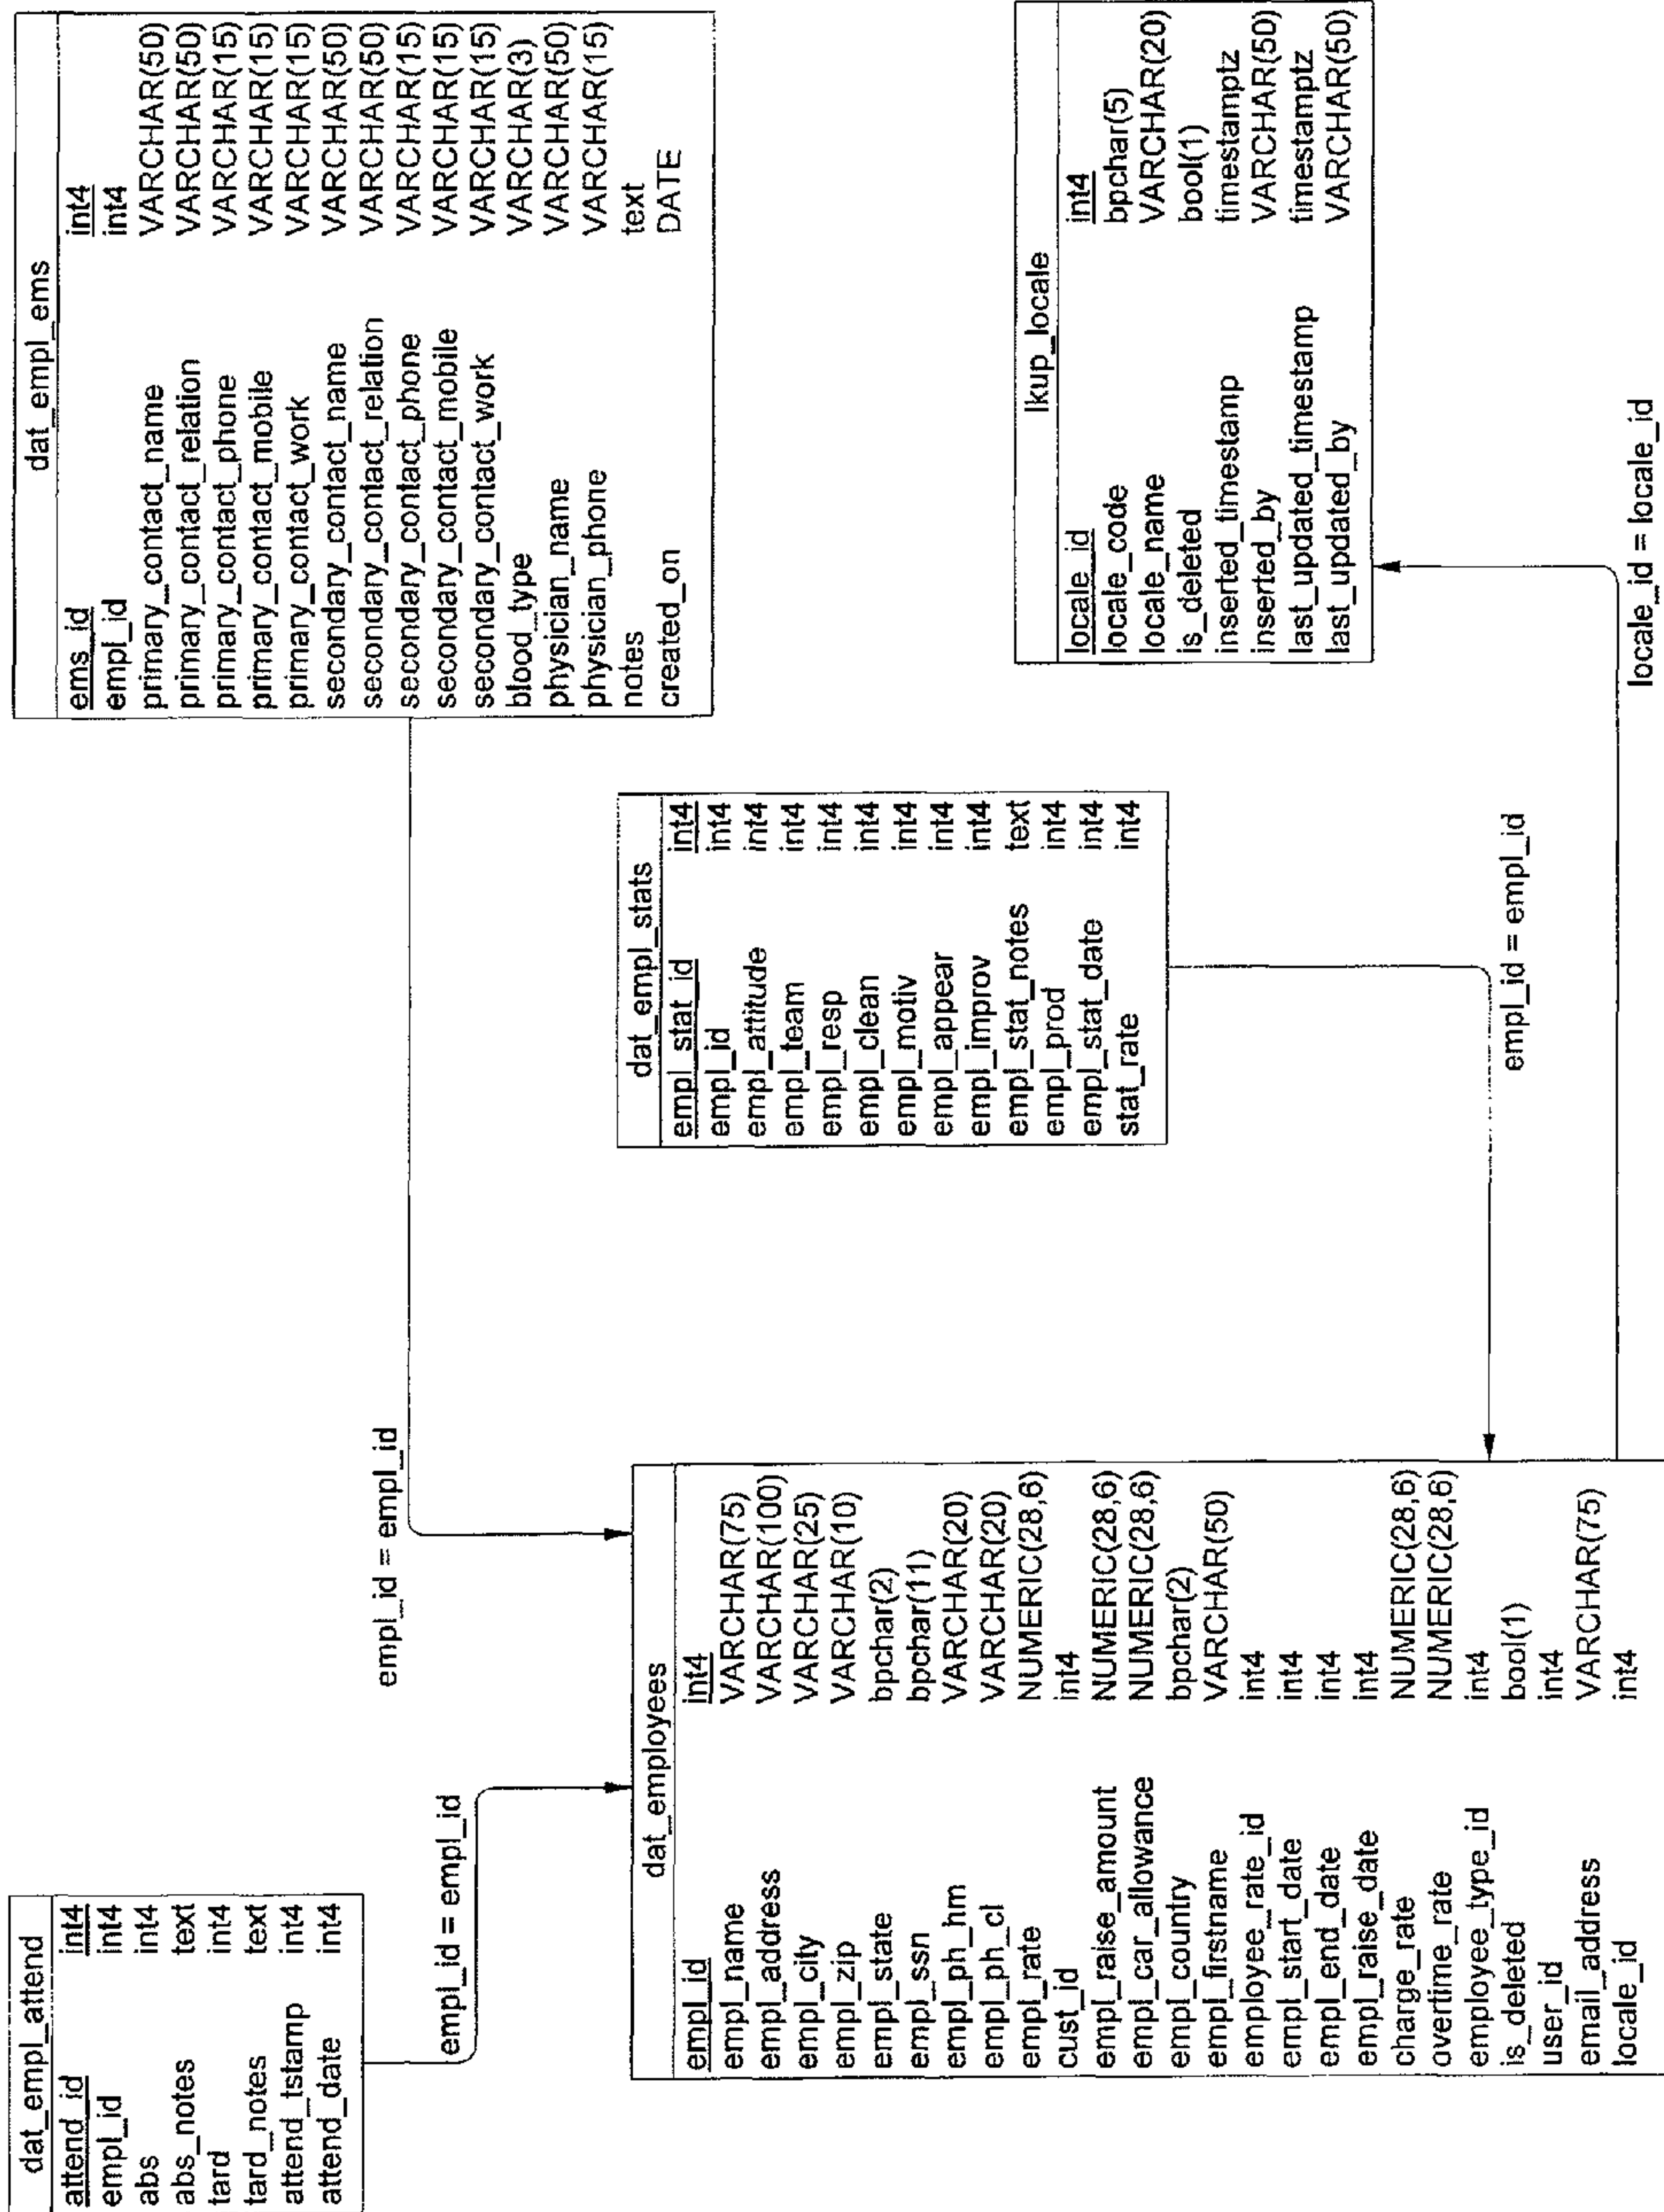 dat_empl_attend
attend_id int4
empl_id int4
abs int4
abs_notes text
tard int4
tard_notes text
attend_tstamp int4
attend_date int4
empl_id = empl_id
dat_employees
empl_id int4
empl_name VARCHAR(75)
empl_address VARCHAR(100)
empl_city VARCHAR(25)
empl_zip VARCHAR(10)
empl_state bpchar(2)
empl_ssn bpchar(11)
empl_ph_hm VARCHAR(20)
empl_ph_cl VARCHAR(20)
empl_rate NUMERIC(28,6)
cust_id int4
empl_raise_amount NUMERIC(28,6)
empl_car_allowance NUMERIC(28,6)
empl_country bpchar(2)
empl_firstname VARCHAR(50)
employee_rate_id int4
empl_start_date int4
empl_end_date int4
empl_raise_date int4
charge_rate NUMERIC(28,6)
overtime_rate NUMERIC(28,6)
employee_type_id int4
is_deleted bool(1)
user_id int4
email_address VARCHAR(75)
locale_id int4
empl_id = empl_id
dat_empl_stats
empl_stat_id int4
empl_id int4
empl_attitude int4
empl_team int4
empl_resp int4
empl_clean int4
empl_motiv int4
empl_appear int4
empl_improv int4
empl_stat_notes text
empl_prod int4
empl_stat_date int4
stat_rate int4
empl_id = empl_id
dat_empl_ems
ems_id int4
empl_id int4
primary_contact_name VARCHAR(50)
primary_contact_relation VARCHAR(50)
primary_contact_phone VARCHAR(15)
primary_contact_mobile VARCHAR(15)
primary_contact_work VARCHAR(15)
secondary_contact_name VARCHAR(50)
secondary_contact_relation VARCHAR(50)
secondary_contact_phone VARCHAR(15)
secondary_contact_mobile VARCHAR(15)
secondary_contact_work VARCHAR(15)
blood_type VARCHAR(3)
physician_name VARCHAR(50)
physician_phone VARCHAR(15)
notes text
created_on DATE
lkup_locale
locale_id int4
locale_code bpchar(5)
locale_name VARCHAR(20)
is_deleted bool(1)
inserted_timestamp timestamptz
inserted_by VARCHAR(50)
last_updated_timestamp timestamptz
last_updated_by VARCHAR(50)
locale_id = locale_id